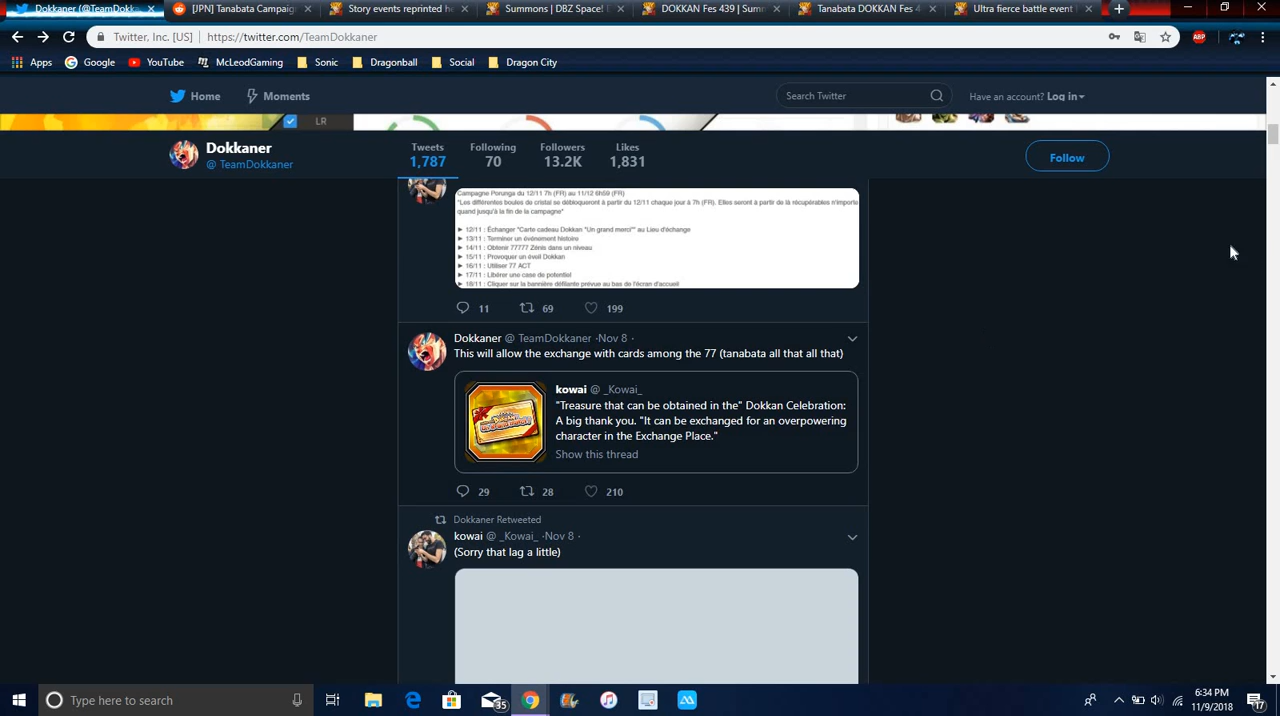 Dokkaner (@TeamDokk
[JPN] Tanabata Campaig
Story events reprinted he
Summons | DBZ Space! D
DOKKAN Fes 439 | Sum
Tanabata DOKKAN Fes 4
Ultra fierce battle event
Twitter, Inc. [US] | https://twitter.com/TeamDokkan
ABP
Apps Google YouTube McLeodGaming Sonic Dragonball Social Dragon City
Home Moments
Search Twitter
Have an account? Log in
LR
Dokkaner
@ TeamDokkaner
Tweets Following Followers Likes
1,787 70 13.2K 1,831
Follow
Campagne Porunga du 12/11 7h (FR) au 11/12 6h59 (FR)
"Les différentes boules de cristal se débloqueront à partir du 12/11 chaque jour à 7h (FR). Elles seront à partir de là récupérables n'importe
quand jusqu'à la fin de la campagne"
► 12/11 : Échanger "Carte cadeau Dokkan "Un grand merci"" au Lieu d'échange
► 13/11 : Terminer un événement histoire
► 14/11 : Obtenir 77777 Zénis dans un niveau
► 15/11 : Provoquer un éveil Dokkan
► 16/11 : Utiliser 77 ACT
► 17/11 : Libérer une case de potentiel
► 18/11 : Cliquer sur la bannière défilante prévue au bas de l'écran d'accueil
11 69 199
Dokkaner @ TeamDokkaner ·Nov 8 ·
This will allow the exchange with cards among the 77 (tanabata all that all that)
kowai @ _Kowai_
"Treasure that can be obtained in the" Dokkan Celebration:
A big thank you. "It can be exchanged for an overpowering
character in the Exchange Place."
Show this thread
29 28 210
Dokkaner Retweeted
kowai @ _Kowai_ ·Nov 8 ·
(Sorry that lag a little)
Type here to search
35
6:34 PM
11/9/2018
7